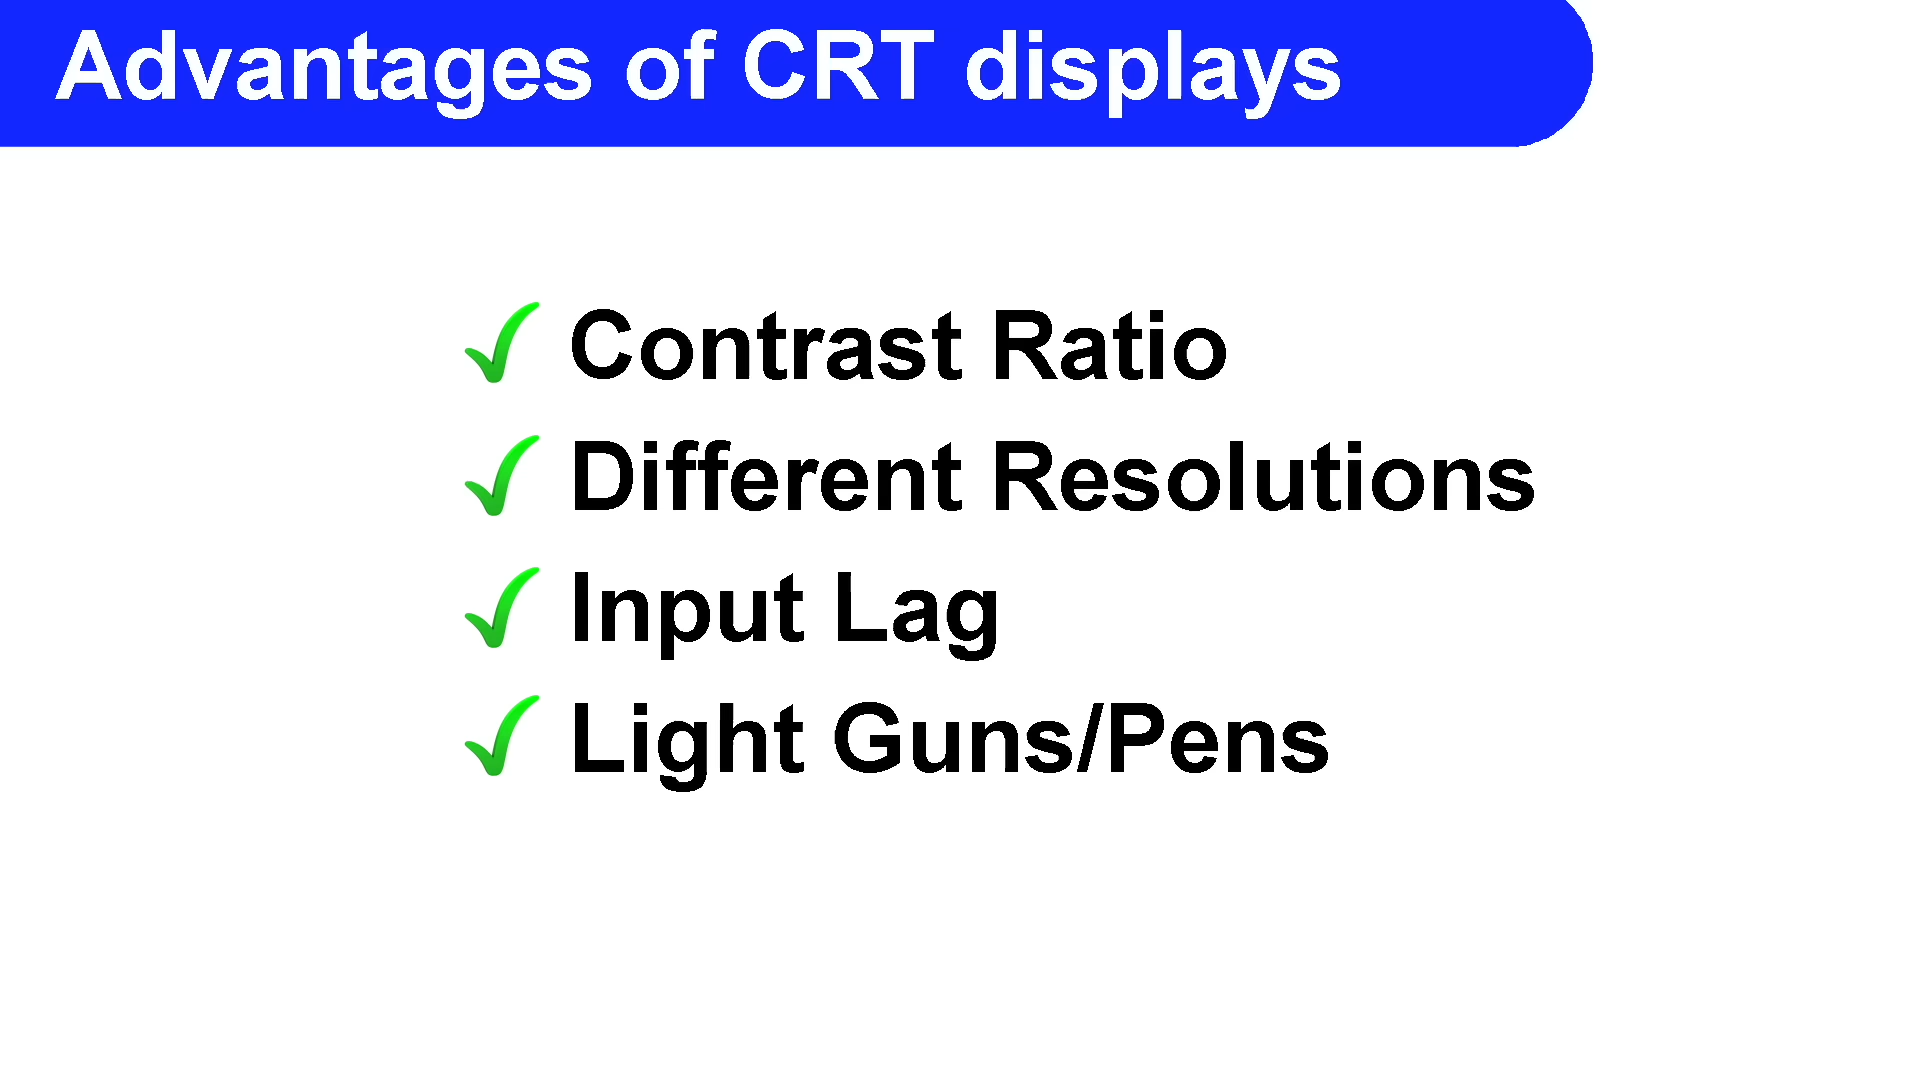 Advantages of CRT displays
Contrast Ratio
Different Resolutions
Input Lag
Light Guns/Pens